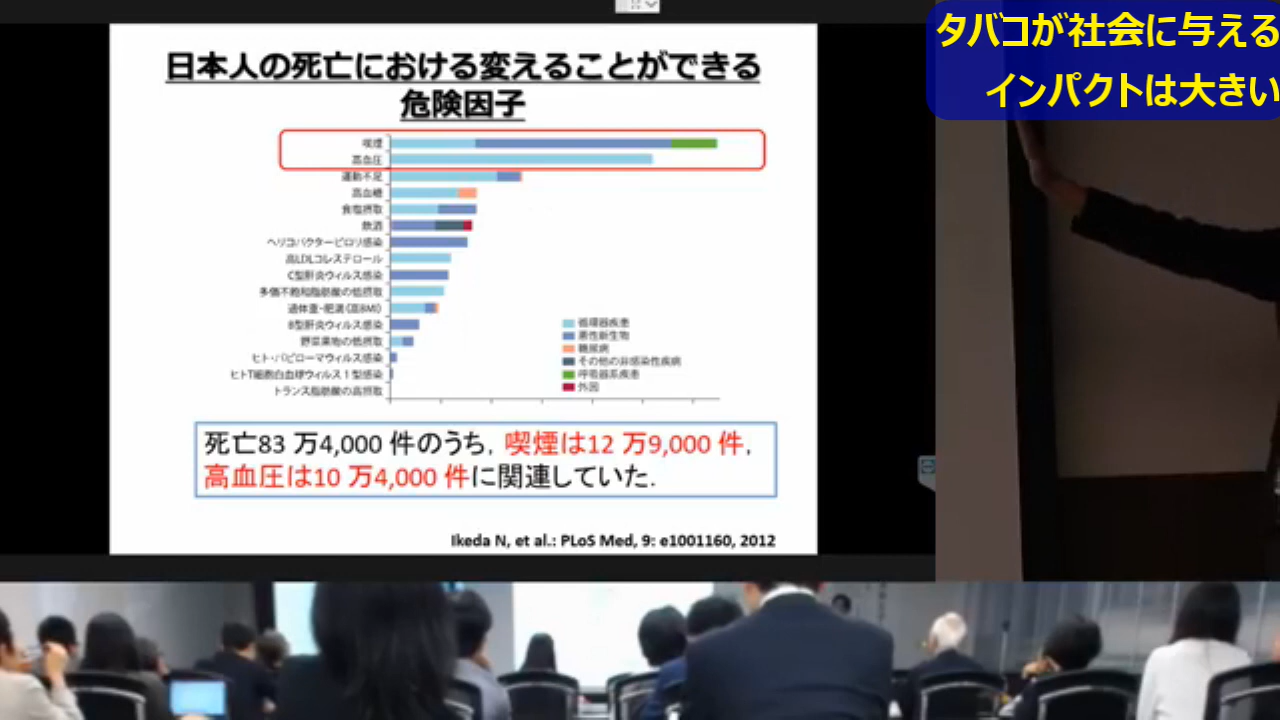 タバコが社会に与える
インパクトは大きい
日本人の死亡における変えることができる
危険因子
喫煙
高血圧
運動不足
高血糖
食塩摂取
飲酒
ヘリコバクターピロリ感染
高LDLコレステロール
C型肝炎ウィルス感染
多価不飽和脂肪酸の低摂取
過体重・肥満(高BMI)
B型肝炎ウィルス感染
野菜果物の低摂取
ヒト・パピローマウィルス感染
ヒトT細胞白血球ウィルス1型感染
トランス脂肪酸の高摂取
循環器疾患
悪性新生物
糖尿病
その他の非感染性疾病
呼吸器系疾患
外因
死亡83 万4,000 件のうち，喫煙は12 万9,000 件，
高血圧は10 万4,000 件に関連していた．
Ikeda N, et al.: PLoS Med, 9: e1001160, 2012